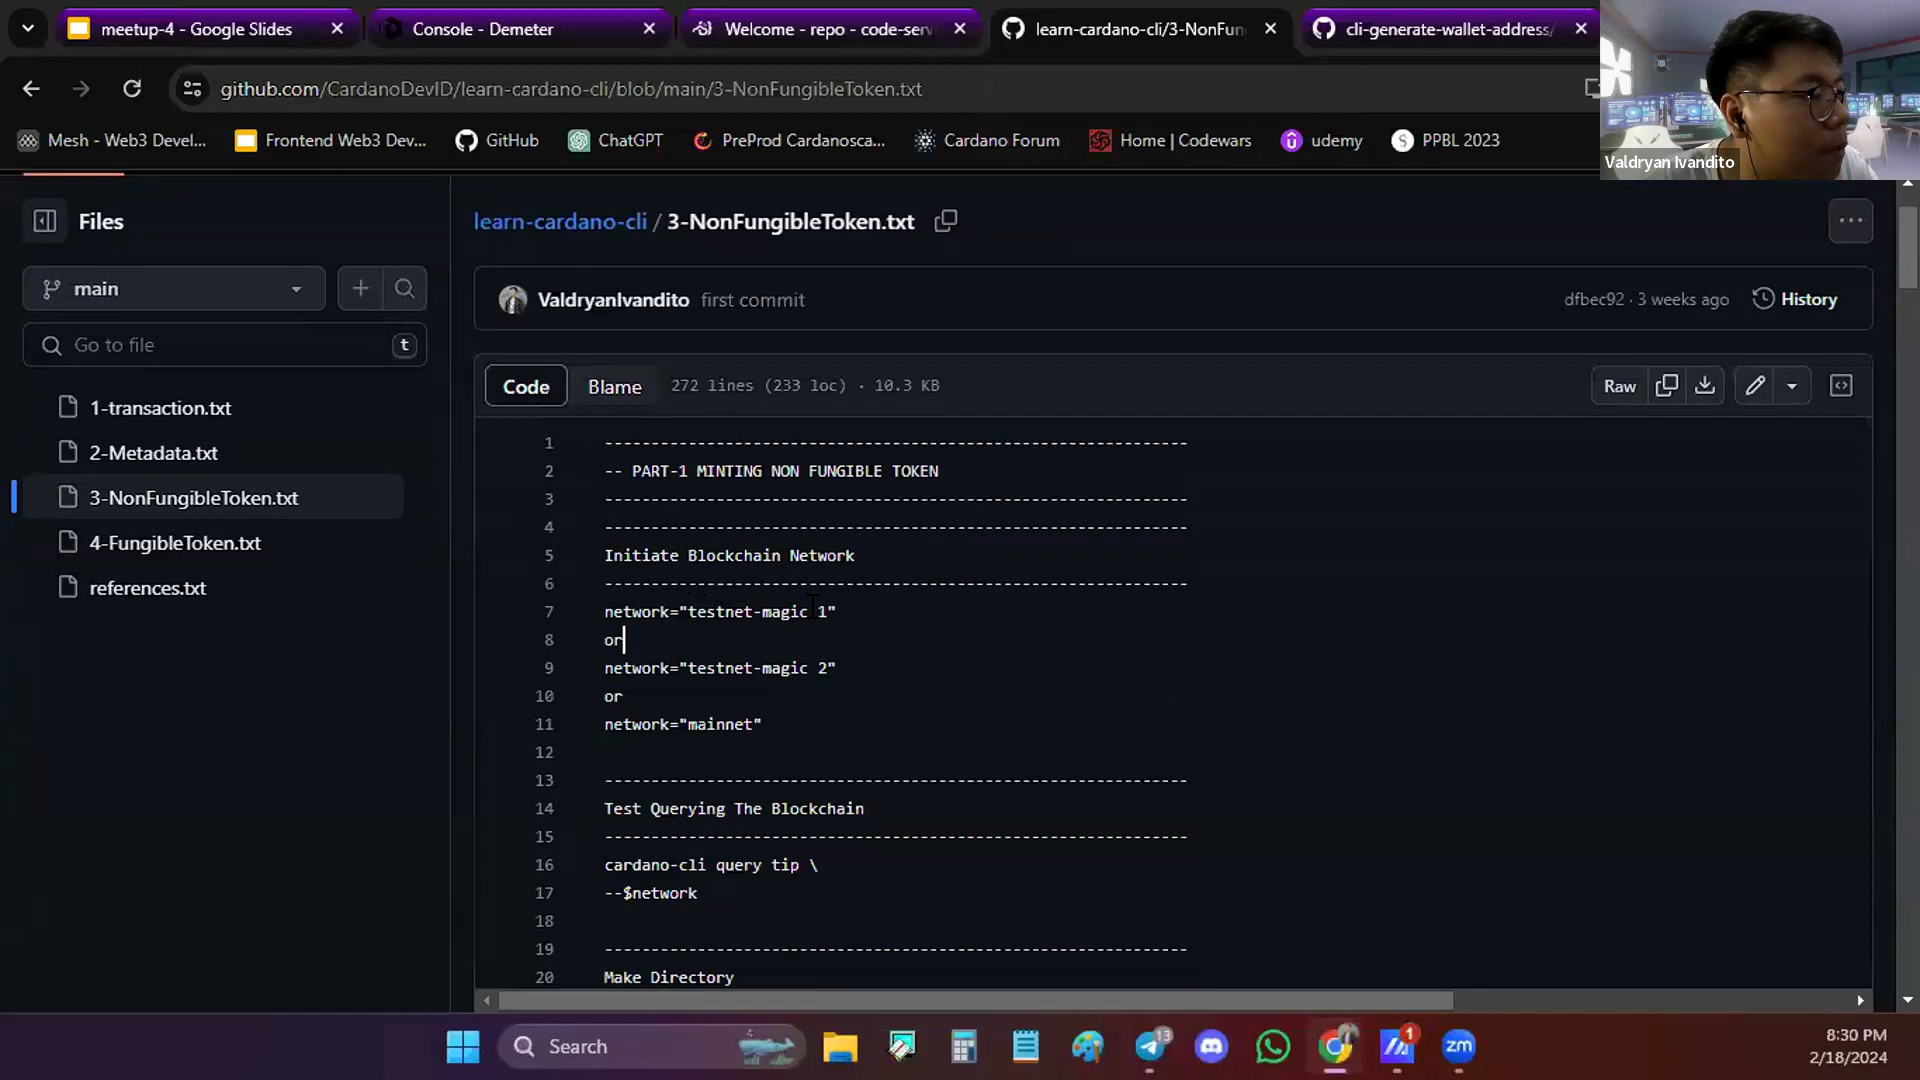 meetup-4 - Google Slides
Console - Demeter
Welcome - repo - code-serv
learn-cardano-cli/3-NonFun
cli-generate-wallet-address/
github.com/CardanoDevID/learn-cardano-cli/blob/main/3-NonFungibleToken.txt
Mesh - Web3 Devel...
Frontend Web3 Dev...
GitHub
ChatGPT
PreProd Cardanosca...
Cardano Forum
Home | Codewars
udemy
PPBL 2023
Valdryan Ivandito
Files
learn-cardano-cli / 3-NonFungibleToken.txt
main
ValdryanIvandito first commit
dfbec92 · 3 weeks ago
History
Go to file
t
Code
Blame
272 lines (233 loc) · 10.3 KB
Raw
1-transaction.txt
2-Metadata.txt
3-NonFungibleToken.txt
4-FungibleToken.txt
references.txt
1 ---------------------------------------------------------------
2 -- PART-1 MINTING NON FUNGIBLE TOKEN
3 ---------------------------------------------------------------
4 ---------------------------------------------------------------
5 Initiate Blockchain Network
6 ---------------------------------------------------------------
7 network="testnet-magic 1"
8 or
9 network="testnet-magic 2"
10 or
11 network="mainnet"
12
13 ---------------------------------------------------------------
14 Test Querying The Blockchain
15 ---------------------------------------------------------------
16 cardano-cli query tip \
17 --$network
18
19 ---------------------------------------------------------------
20 Make Directory
Search
13
1
zm
8:30 PM
2/18/2024